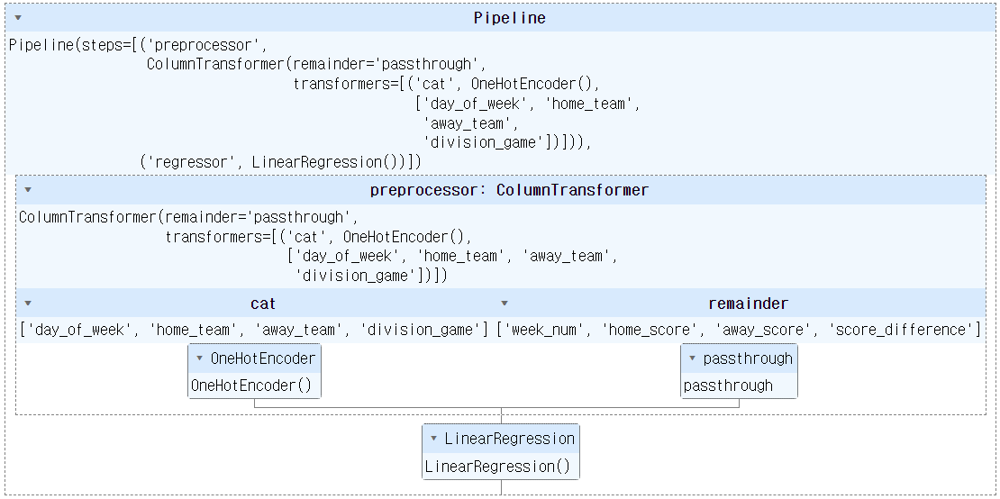 Pipeline
Pipeline(steps=[('preprocessor',
ColumnTransformer(remainder='passthrough',
transformers=[('cat', OneHotEncoder(),
['day_of_week', 'home_team',
'away_team',
'division_game'])])),
('regressor', LinearRegression())])
preprocessor: ColumnTransformer
ColumnTransformer(remainder='passthrough',
transformers=[('cat', OneHotEncoder(),
['day_of_week', 'home_team', 'away_team',
'division_game'])])
cat
['day_of_week', 'home_team', 'away_team', 'division_game']
OneHotEncoder
OneHotEncoder()
remainder
['week_num', 'home_score', 'away_score', 'score_difference']
passthrough
passthrough
LinearRegression
LinearRegression()